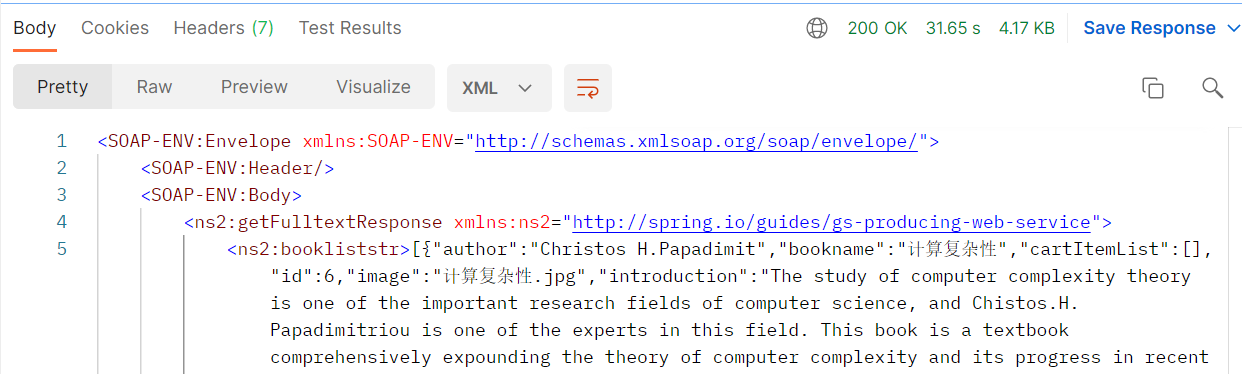 Body Cookies Headers (7) Test Results 200 OK 31.65 s 4.17 KB Save Response
Pretty Raw Preview Visualize XML
1 <SOAP-ENV:Envelope xmlns:SOAP-ENV="http://schemas.xmlsoap.org/soap/envelope/">
2 <SOAP-ENV:Header/>
3 <SOAP-ENV:Body>
4 <ns2:getFulltextResponse xmlns:ns2="http://spring.io/guides/gs-producing-web-service">
5 <ns2:bookliststr>[{"author":"Christos H.Papadimit","bookname":"计算复杂性","cartItemList":[],
"id":6,"image":"计算复杂性.jpg","introduction":"The study of computer complexity theory
is one of the important research fields of computer science, and Chistos.H.
Papadimitriou is one of the experts in this field. This book is a textbook
comprehensively expounding the theory of computer complexity and its progress in recent